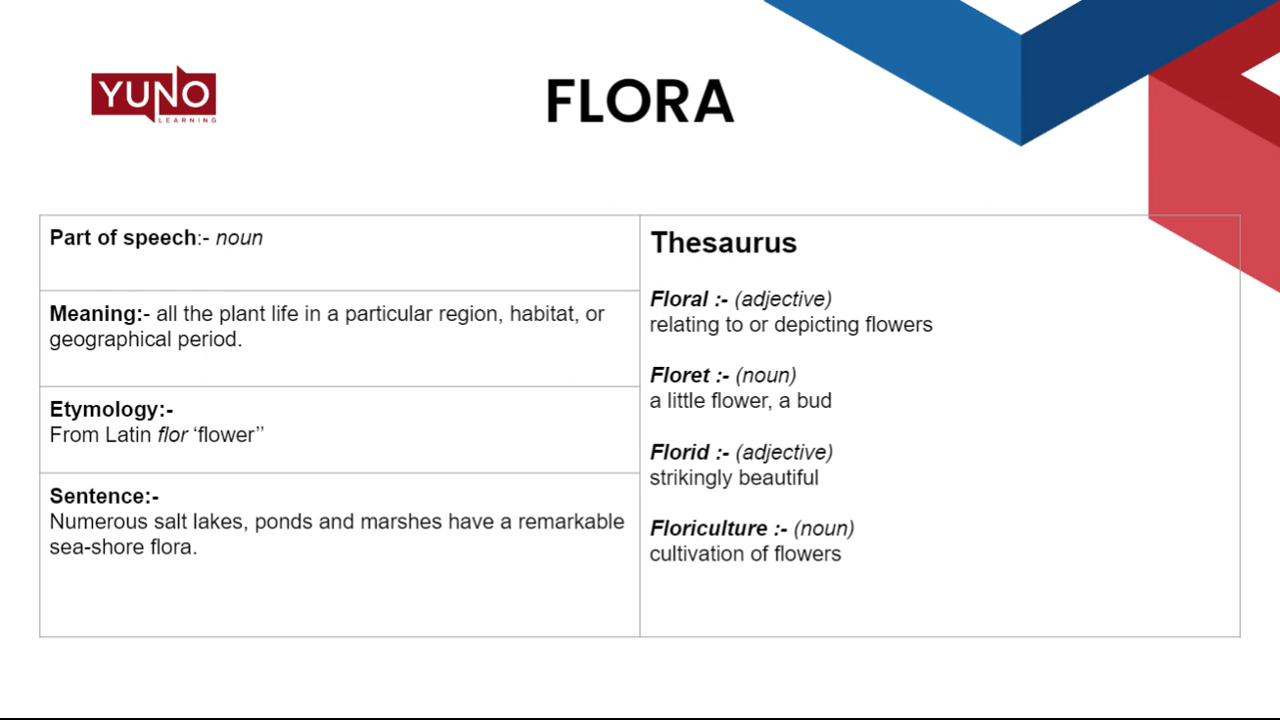 YUNO
LEARNING
FLORA
Part of speech:- noun
Meaning:- all the plant life in a particular region, habitat, or
geographical period.
Etymology:-
From Latin flor ‘flower’’
Sentence:-
Numerous salt lakes, ponds and marshes have a remarkable
sea-shore flora.
Thesaurus
Floral :- (adjective)
relating to or depicting flowers
Floret :- (noun)
a little flower, a bud
Florid :- (adjective)
strikingly beautiful
Floriculture :- (noun)
cultivation of flowers